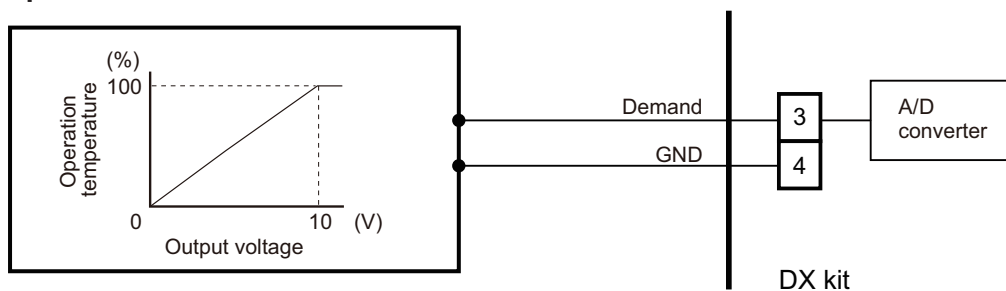 (%)
100
Operation
temperature
0
10
(V)
Output voltage
Demand
GND
3
4
A/D
converter
DX kit